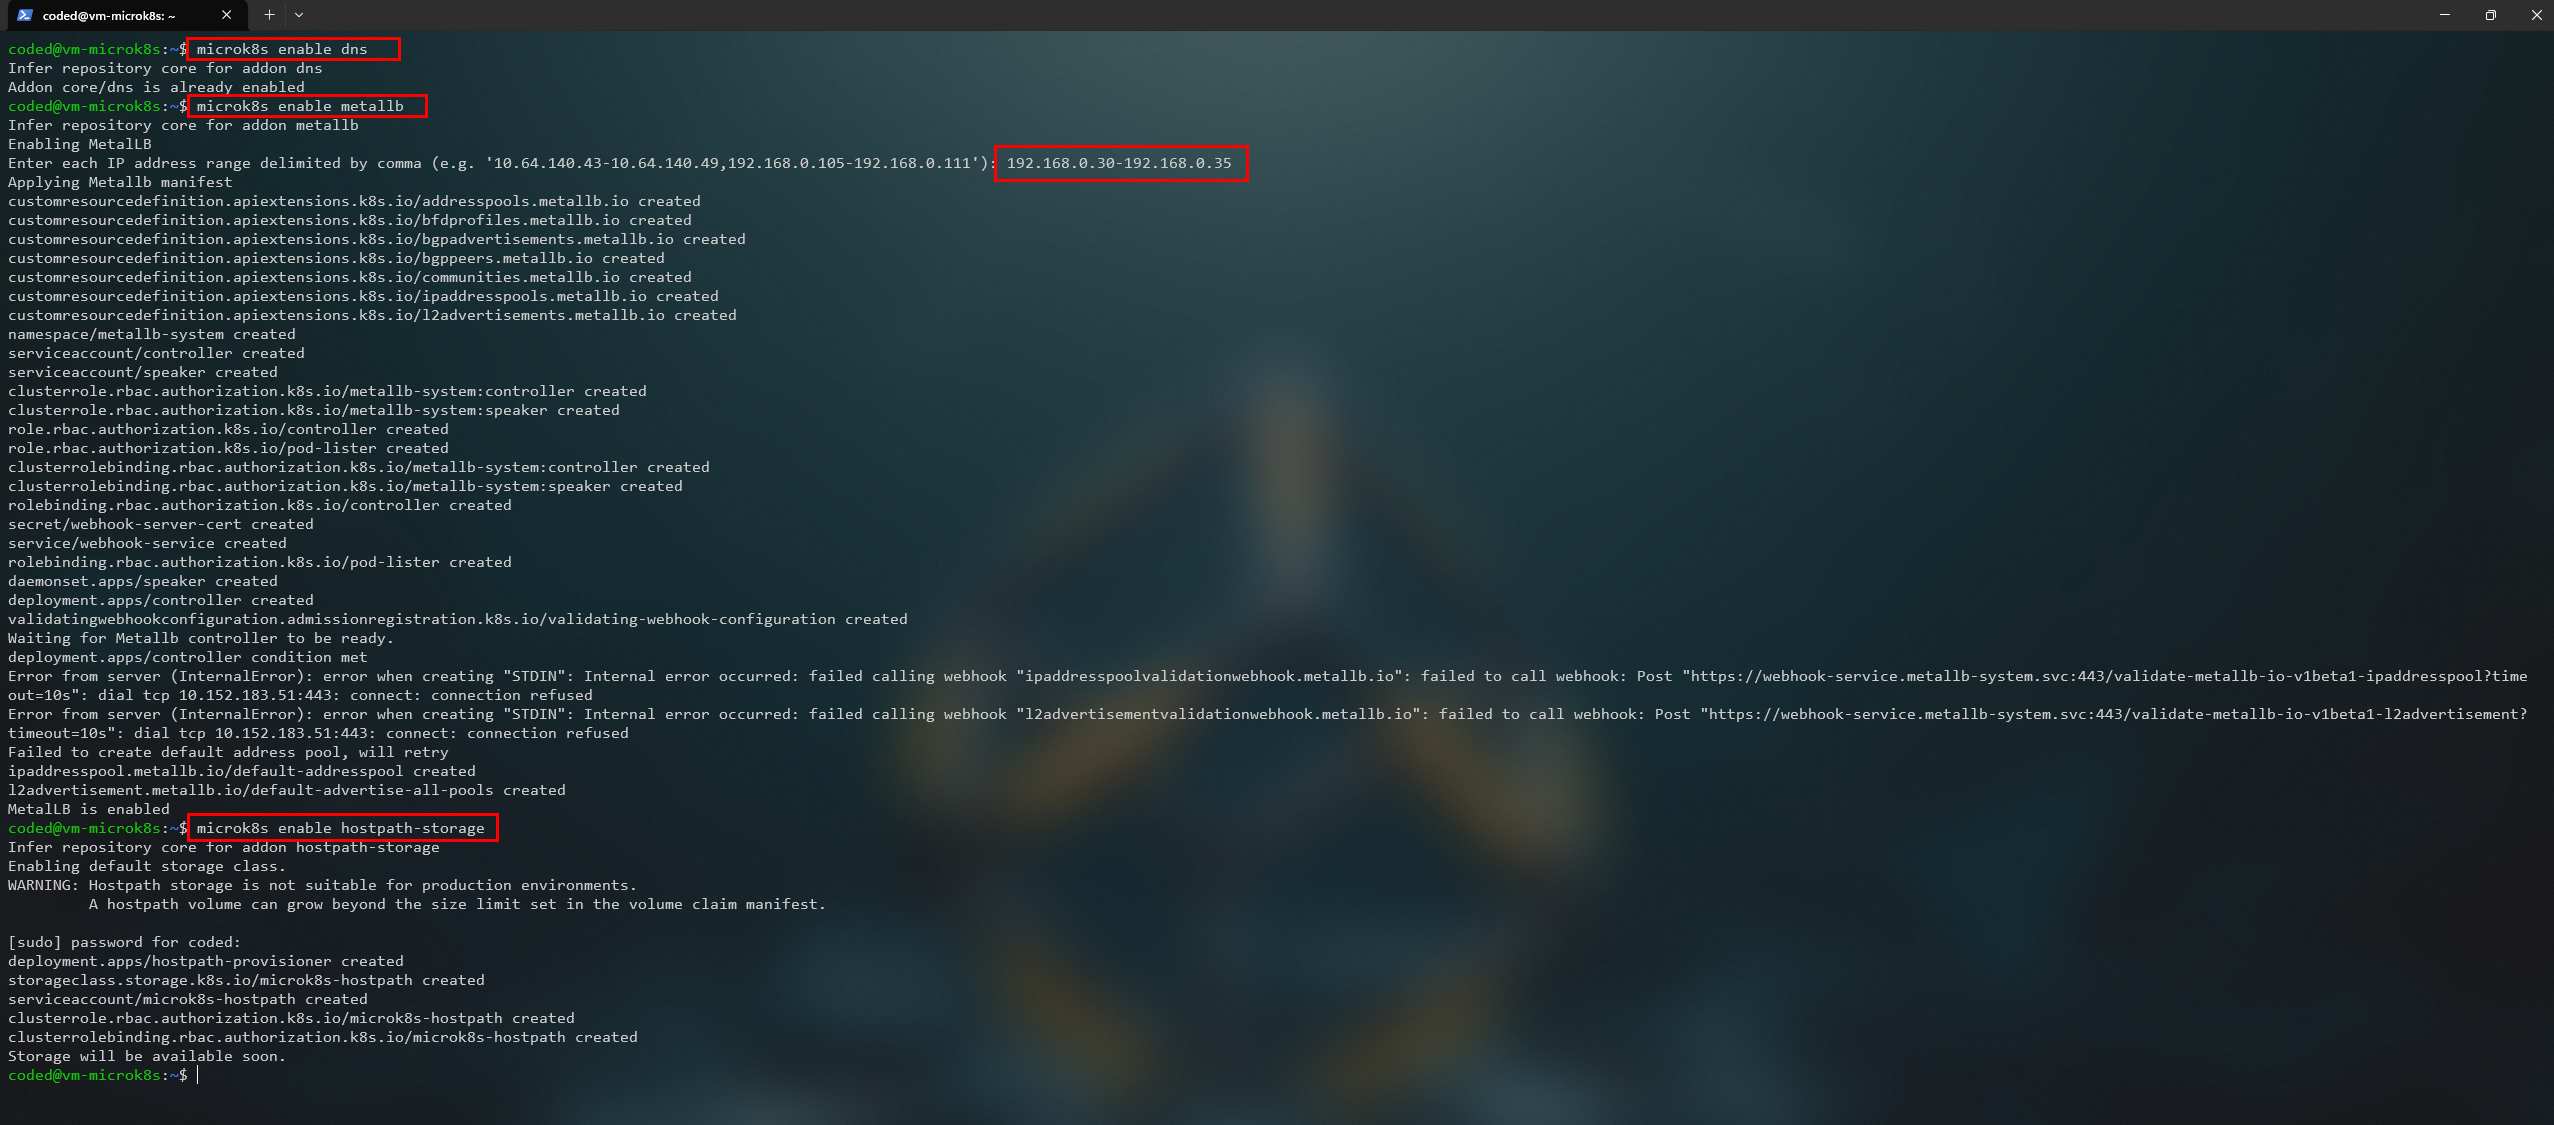 coded@vm-microk8s: ~
coded@vm-microk8s:~$ microk8s enable dns
Infer repository core for addon dns
Addon core/dns is already enabled
coded@vm-microk8s:~$ microk8s enable metallb
Infer repository core for addon metallb
Enabling MetalLB
Enter each IP address range delimited by comma (e.g. '10.64.140.43-10.64.140.49,192.168.0.105-192.168.0.111'): 192.168.0.30-192.168.0.35
Applying Metallb manifest
customresourcedefinition.apiextensions.k8s.io/addresspools.metallb.io created
customresourcedefinition.apiextensions.k8s.io/bfdprofiles.metallb.io created
customresourcedefinition.apiextensions.k8s.io/bgpadvertisements.metallb.io created
customresourcedefinition.apiextensions.k8s.io/bgppeers.metallb.io created
customresourcedefinition.apiextensions.k8s.io/communities.metallb.io created
customresourcedefinition.apiextensions.k8s.io/ipaddresspools.metallb.io created
customresourcedefinition.apiextensions.k8s.io/l2advertisements.metallb.io created
namespace/metallb-system created
serviceaccount/controller created
serviceaccount/speaker created
clusterrole.rbac.authorization.k8s.io/metallb-system:controller created
clusterrole.rbac.authorization.k8s.io/metallb-system:speaker created
role.rbac.authorization.k8s.io/controller created
role.rbac.authorization.k8s.io/pod-lister created
clusterrolebinding.rbac.authorization.k8s.io/metallb-system:controller created
clusterrolebinding.rbac.authorization.k8s.io/metallb-system:speaker created
rolebinding.rbac.authorization.k8s.io/controller created
secret/webhook-server-cert created
service/webhook-service created
rolebinding.rbac.authorization.k8s.io/pod-lister created
daemonset.apps/speaker created
deployment.apps/controller created
validatingwebhookconfiguration.admissionregistration.k8s.io/validating-webhook-configuration created
Waiting for Metallb controller to be ready.
deployment.apps/controller condition met
Error from server (InternalError): error when creating "STDIN": Internal error occurred: failed calling webhook "ipaddresspoolvalidationwebhook.metallb.io": failed to call webhook: Post "https://webhook-service.metallb-system.svc:443/validate-metallb-io-v1beta1-ipaddresspool?time
out=10s": dial tcp 10.152.183.51:443: connect: connection refused
Error from server (InternalError): error when creating "STDIN": Internal error occurred: failed calling webhook "l2advertisementvalidationwebhook.metallb.io": failed to call webhook: Post "https://webhook-service.metallb-system.svc:443/validate-metallb-io-v1beta1-l2advertisement?
timeout=10s": dial tcp 10.152.183.51:443: connect: connection refused
Failed to create default address pool, will retry
ipaddresspool.metallb.io/default-addresspool created
l2advertisement.metallb.io/default-advertise-all-pools created
MetalLB is enabled
coded@vm-microk8s:~$ microk8s enable hostpath-storage
Infer repository core for addon hostpath-storage
Enabling default storage class.
WARNING: Hostpath storage is not suitable for production environments.
A hostpath volume can grow beyond the size limit set in the volume claim manifest.
[sudo] password for coded:
deployment.apps/hostpath-provisioner created
storageclass.storage.k8s.io/microk8s-hostpath created
serviceaccount/microk8s-hostpath created
clusterrole.rbac.authorization.k8s.io/microk8s-hostpath created
clusterrolebinding.rbac.authorization.k8s.io/microk8s-hostpath created
Storage will be available soon.
coded@vm-microk8s:~$